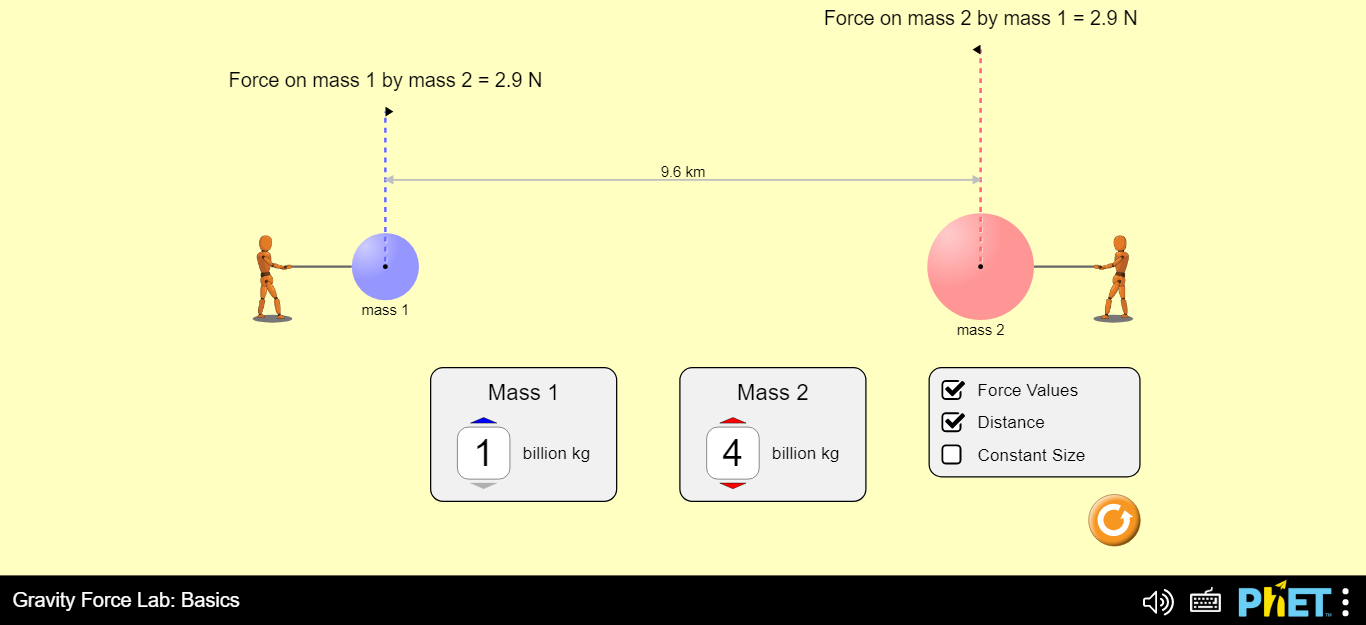 Force on mass 2 by mass 1 = 2.9 N
Force on mass 1 by mass 2 = 2.9 N
9.6 km
mass 1
mass 2
Mass 1
1 billion kg
Mass 2
4 billion kg
Force Values
Distance
Constant Size
Gravity Force Lab: Basics
PhET™